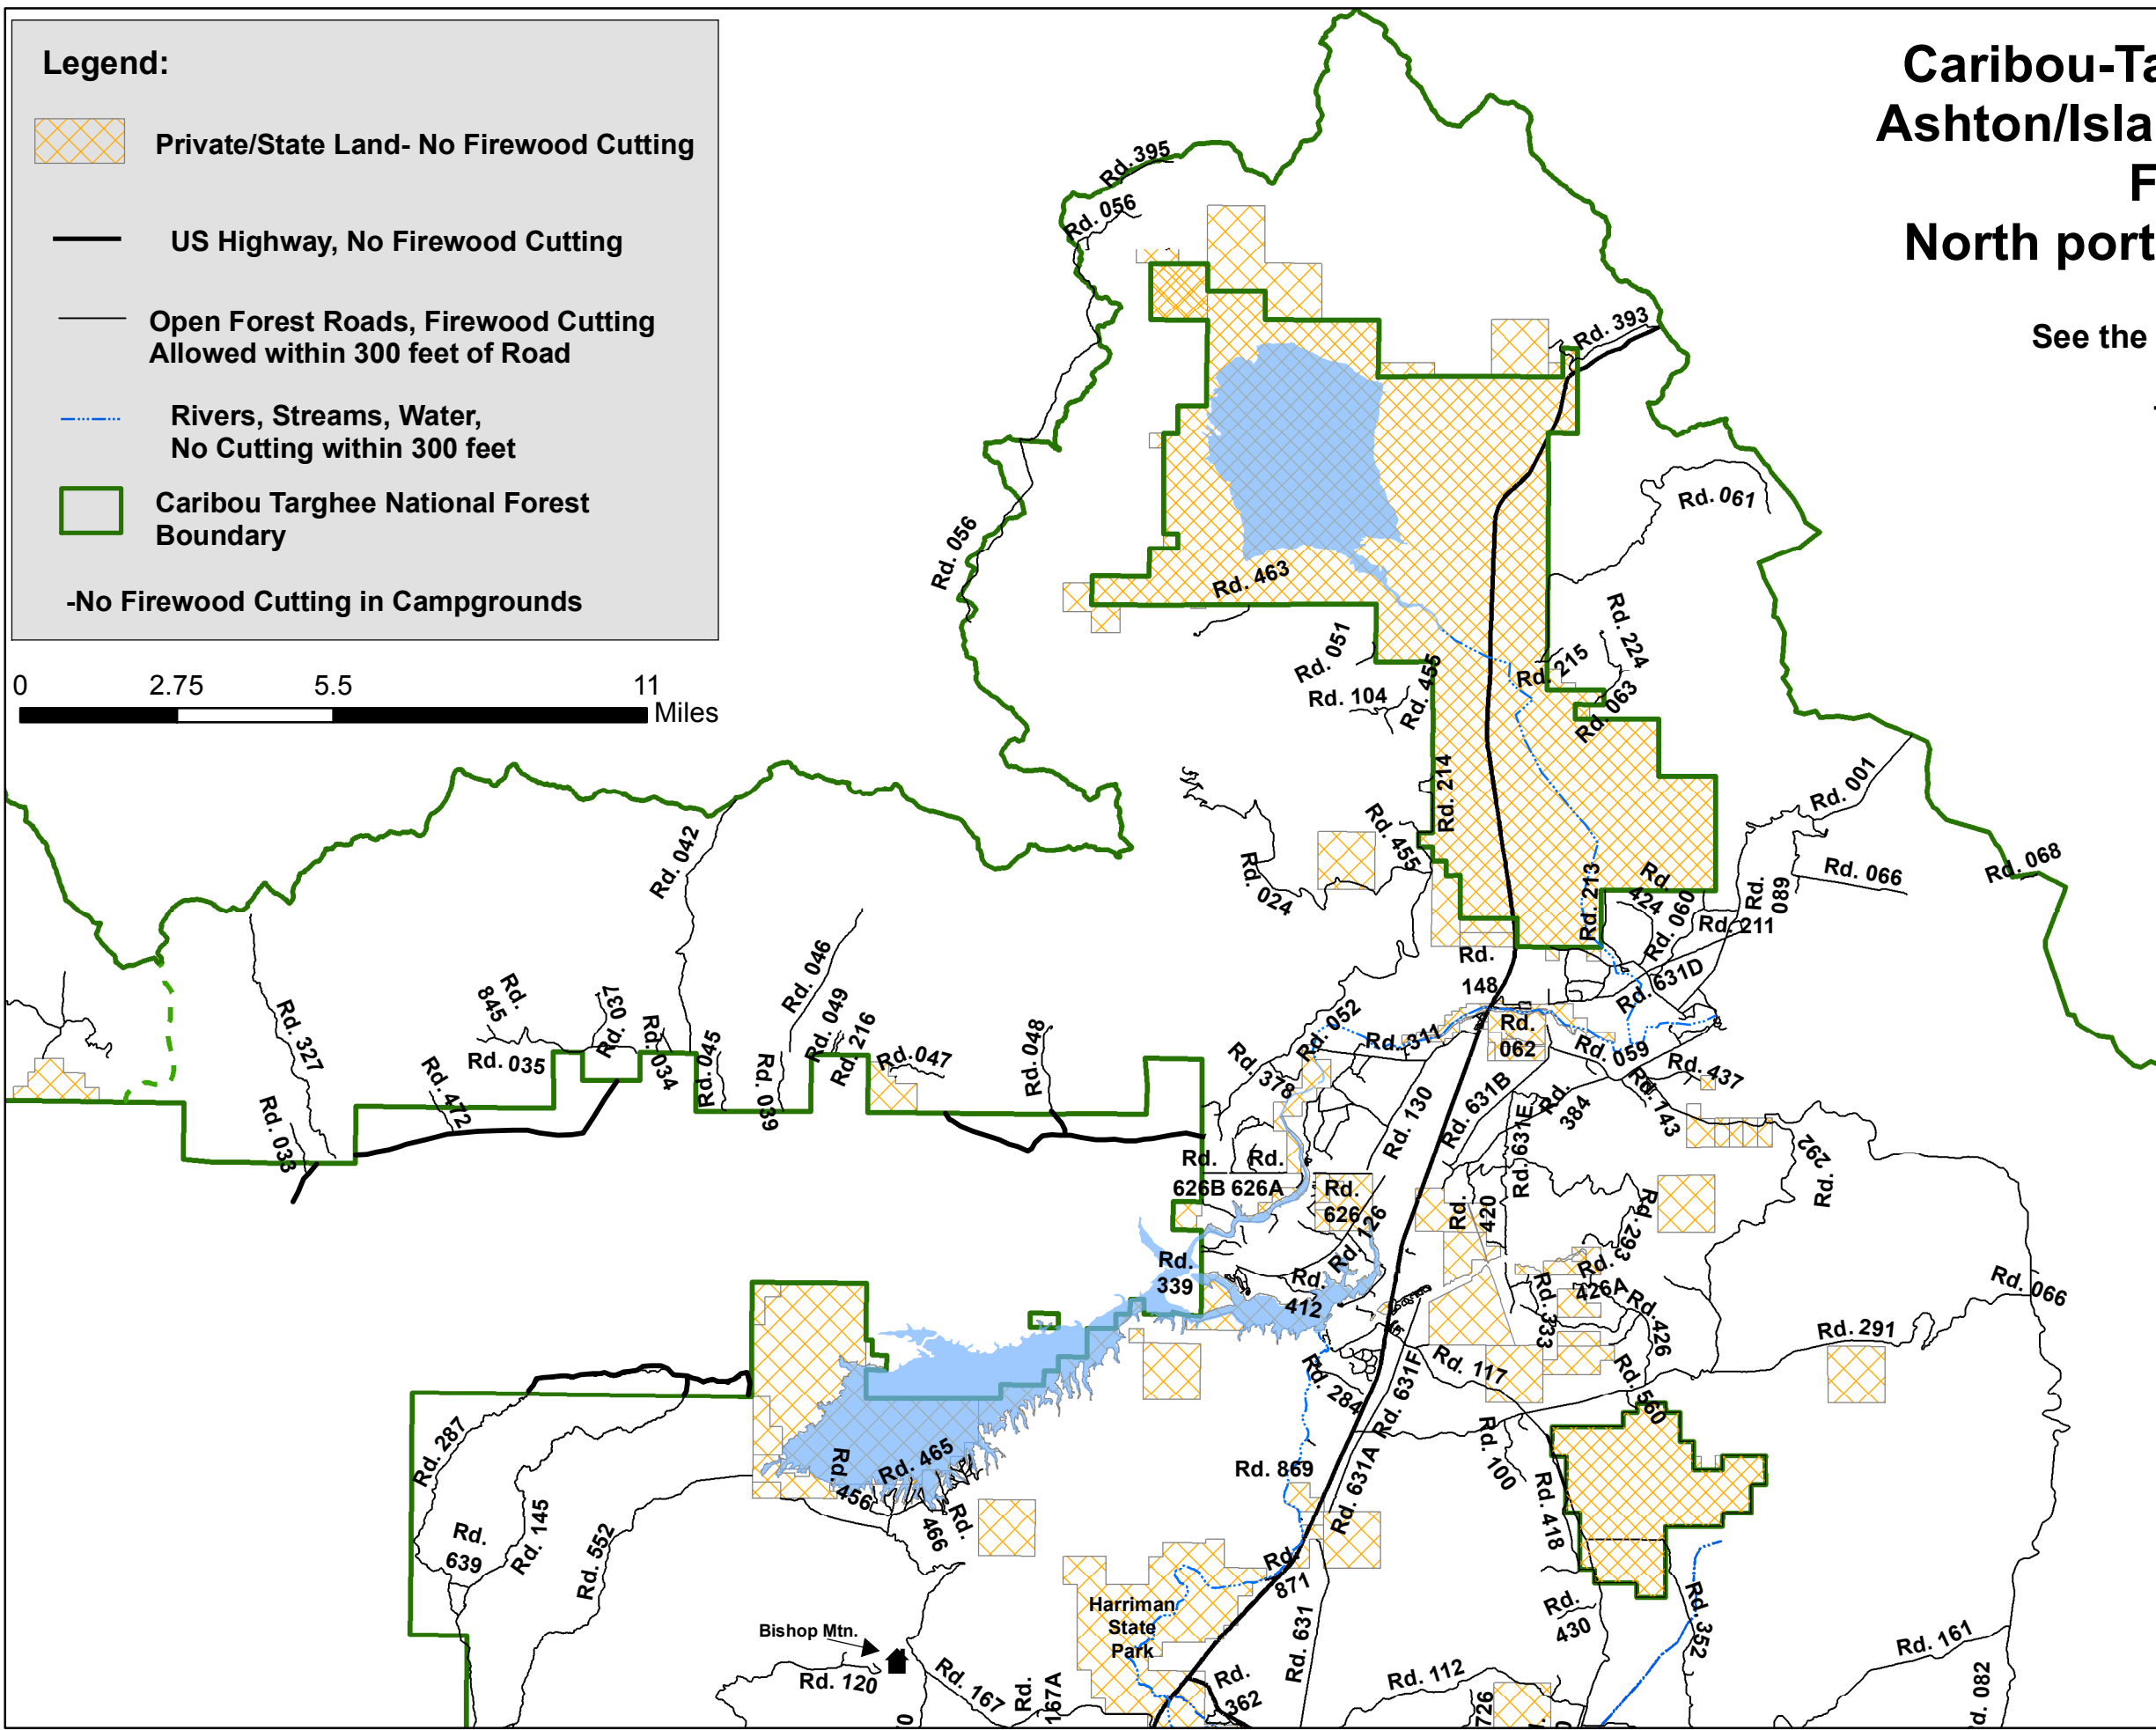 Legend:
Private/State Land- No Firewood Cutting
US Highway, No Firewood Cutting
Open Forest Roads, Firewood Cutting
Allowed within 300 feet of Road
Rivers, Streams, Water,
No Cutting within 300 feet
Caribou Targhee National Forest
Boundary
-No Firewood Cutting in Campgrounds
0 2.75 5.5 11
Miles
Caribou-Ta
Ashton/Isla
F
North port
See the
-
Rd. 395
Rd. 056
Rd. 393
Rd. 061
Rd. 056
Rd. 463
Rd. 051
Rd. 224
Rd. 215
Rd. 104
Rd. 455
Rd. 063
Rd. 214
Rd. 001
Rd. 042
Rd. 455
Rd. 068
Rd. 066
Rd. 024
Rd. 213
Rd.
424
Rd. 060
Rd.
089
Rd. 211
Rd. 046
Rd.
148
Rd. 631D
Rd.
845
Rd. 037
Rd. 049
Rd. 216
Rd. 327
Rd. 035
Rd. 034
Rd. 045
Rd. 039
Rd. 047
Rd. 048
Rd. 052
Rd. 311
Rd.
062
Rd. 059
Rd. 437
Rd. 472
Rd. 033
Rd. 378
Rd. 130
Rd. 631B
Rd. 631E
Rd.
384
Rd. 143
Rd. 292
Rd.
626B
Rd.
626A
Rd.
626
Rd. 126
Rd.
420
Rd. 293
Rd.
339
Rd.
412
Rd.
426A
Rd. 333
Rd. 426
Rd. 066
Rd. 291
Rd. 284
Rd. 631F
Rd. 117
Rd. 560
Rd. 287
Rd. 465
Rd.
456
Rd.
466
Rd. 869
Rd. 631A
Rd. 100
Rd. 418
Rd.
639
Rd. 145
Rd. 552
Rd.
871
Harriman
State
Park
Rd. 631
Rd.
430
Rd. 352
Rd. 161
Bishop Mtn.
Rd. 120
Rd. 167
Rd.
167A
Rd.
362
Rd. 112
726
d. 082
0